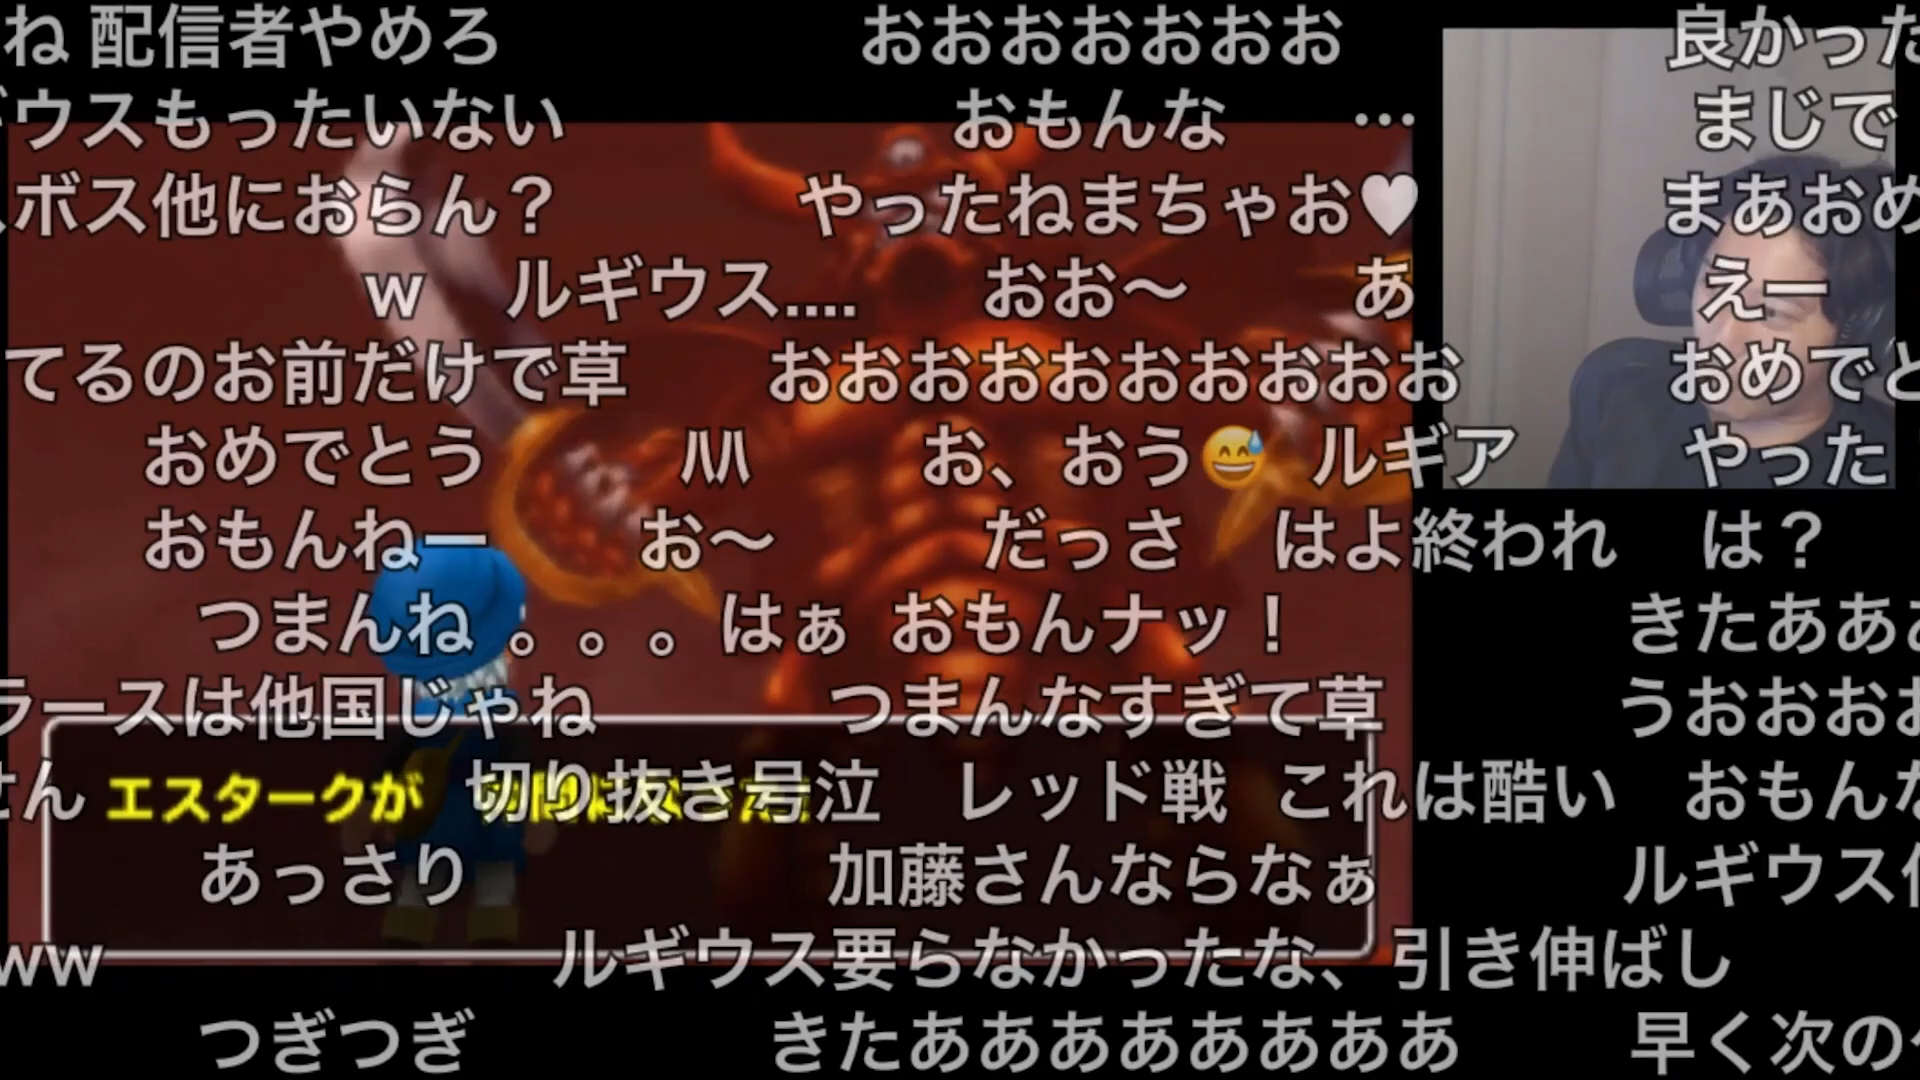 ね 配信者やめろ おおおおおおお 良かった
ウスもったいない おもんな … まじで
ボス他におらん？ やったねまちゃお♥ まあおめ
w ルギウス.... おお〜 あ えー
てるのお前だけで草 おおおおおおおおおお おめでと
おめでとう 川 お、おう😅 ルギア やった
おもんねー お〜 だっさ はよ終われ は？
つまんね 。。。はぁ おもんナッ！ きたああ
ラースは他国じゃね つまんなすぎて草 うおおお
せん エスタークが 切り抜き号泣 レッド戦 これは酷い おもんな
あっさり 加藤さんならなぁ ルギウス
ww ルギウス要らなかったな、引き伸ばし
つぎつぎ きたああああああああ 早く次の